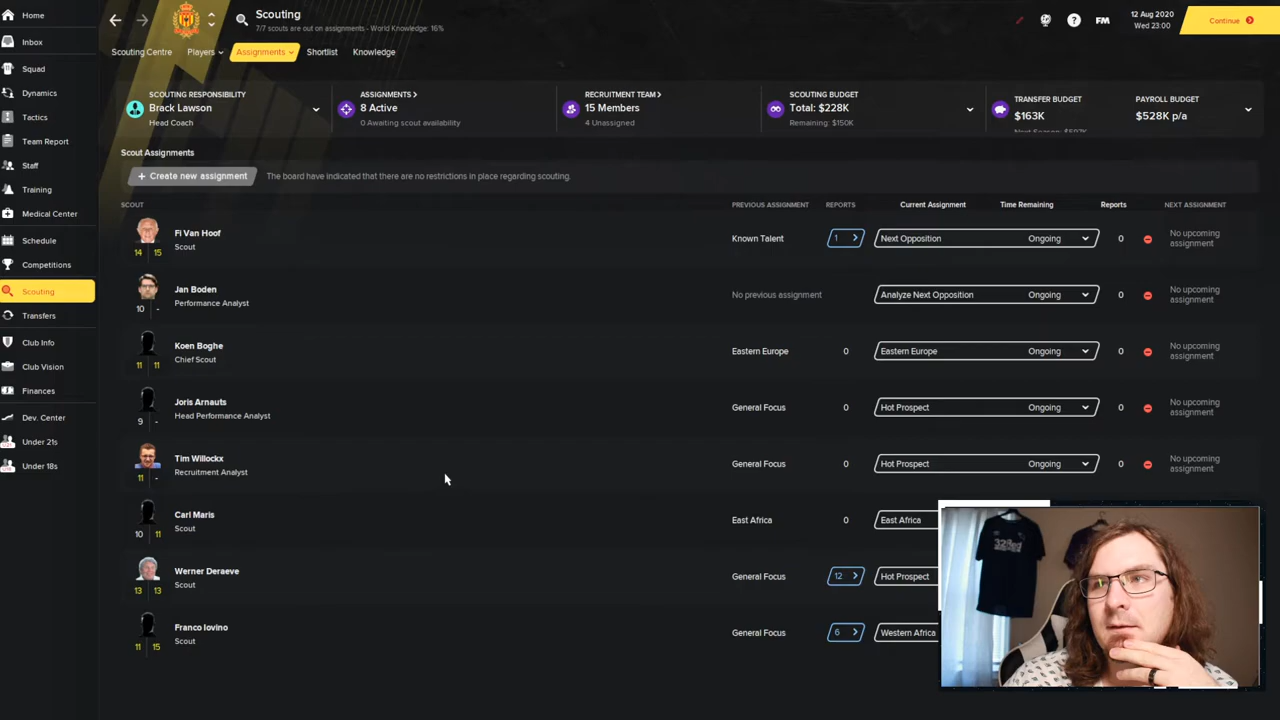 Home
Scouting
7/7 scouts are out on assignments - World Knowledge: 16%
12 Aug 2020
Wed 23:00
FM
Continue
Inbox
Scouting Centre Players Assignments Shortlist Knowledge
Squad
Dynamics
Tactics
Team Report
Staff
Training
Medical Center
Schedule
Competitions
Scouting
Transfers
Club Info
Club Vision
Finances
Dev. Center
Under 21s
Under 18s
SCOUTING RESPONSIBILITY
Brack Lawson
Head Coach
ASSIGNMENTS
8 Active
0 Awaiting scout availability
RECRUITMENT TEAM
15 Members
4 Unassigned
SCOUTING BUDGET
Total: $228K
Remaining: $150K
TRANSFER BUDGET
$163K
PAYROLL BUDGET
$528K p/a
Scout Assignments
+ Create new assignment
The board have indicated that there are no restrictions in place regarding scouting.
SCOUT PREVIOUS ASSIGNMENT REPORTS Current Assignment Time Remaining Reports NEXT ASSIGNMENT
14 15 Fi Van Hoof
Scout
Known Talent 1 Next Opposition Ongoing 0 No upcoming
assignment
10 - Jan Boden
Performance Analyst
No previous assignment Analyze Next Opposition Ongoing 0 No upcoming
assignment
11 11 Koen Boghe
Chief Scout
Eastern Europe 0 Eastern Europe Ongoing 0 No upcoming
assignment
9 - Joris Arnauts
Head Performance Analyst
General Focus 0 Hot Prospect Ongoing 0 No upcoming
assignment
11 - Tim Willockx
Recruitment Analyst
General Focus 0 Hot Prospect Ongoing 0 No upcoming
assignment
10 11 Carl Maris
Scout
East Africa 0 East Africa
13 13 Werner Deraeve
Scout
General Focus 12 Hot Prospect
11 15 Franco Iovino
Scout
General Focus 6 Western Africa